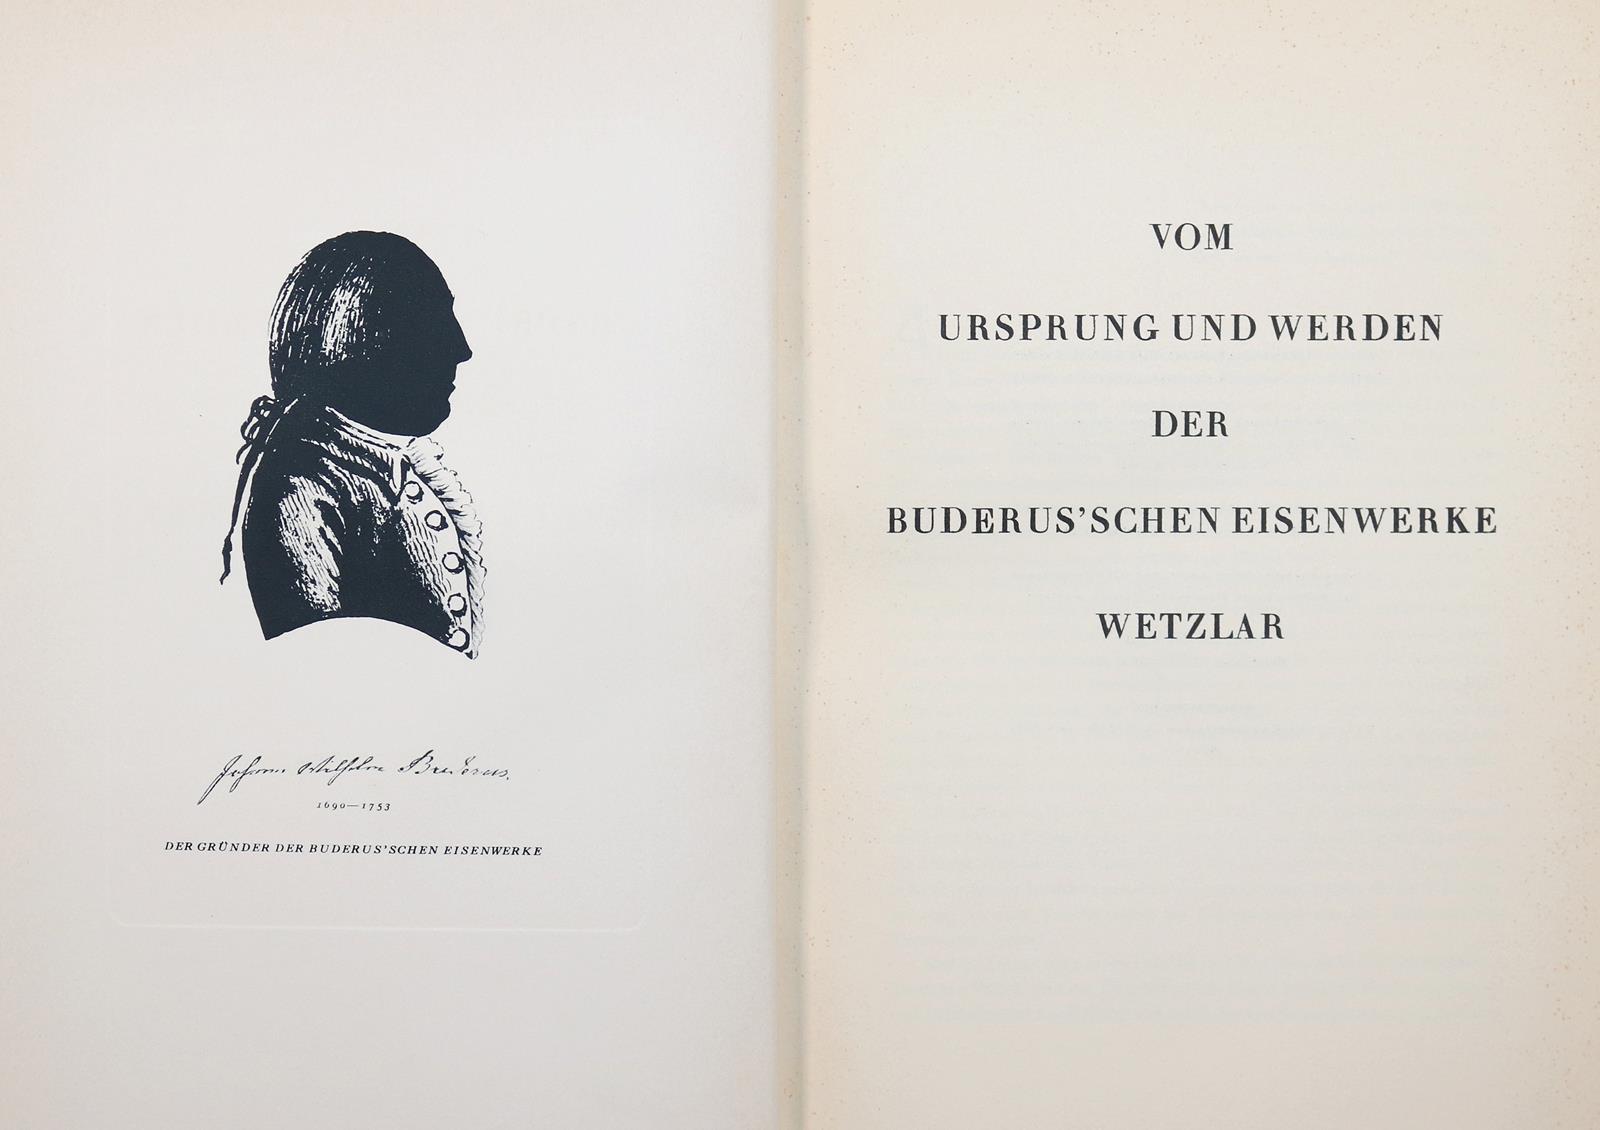 Johann Wilhelm Buderus.
1690—1753
DER GRÜNDER DER BUDERUS’SCHEN EISENWERKE
VOM
URSPRUNG UND WERDEN
DER
BUDERUS’SCHEN EISENWERKE
WETZLAR